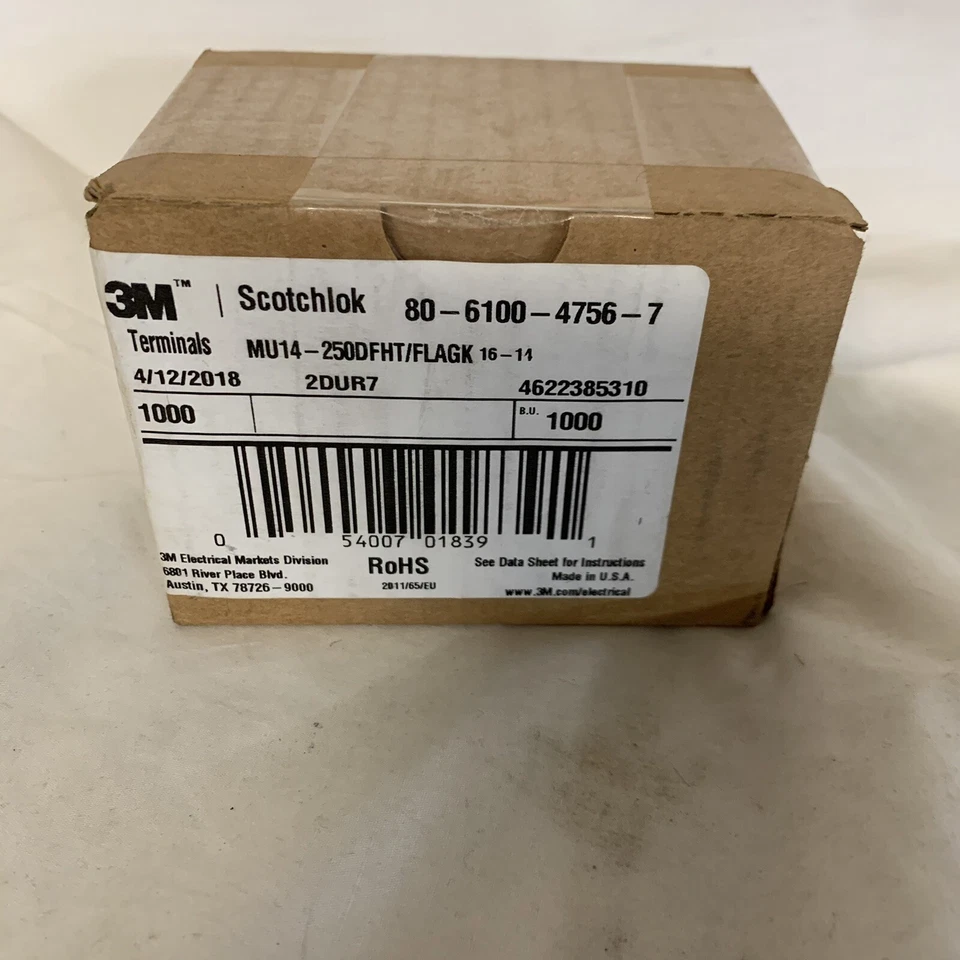 3M™ | Scotchlok 80-6100-4756-7
Terminals MU14-250DFHT/FLAGK 16-14
4/12/2018 2DUR7 4622385310
1000 B.U. 1000
0 54007 01839 1
3M Electrical Markets Division
6801 River Place Blvd.
Austin, TX 78726-9000
RoHS
2011/65/EU
See Data Sheet for Instructions
Made in U.S.A.
www.3M.com/electrical